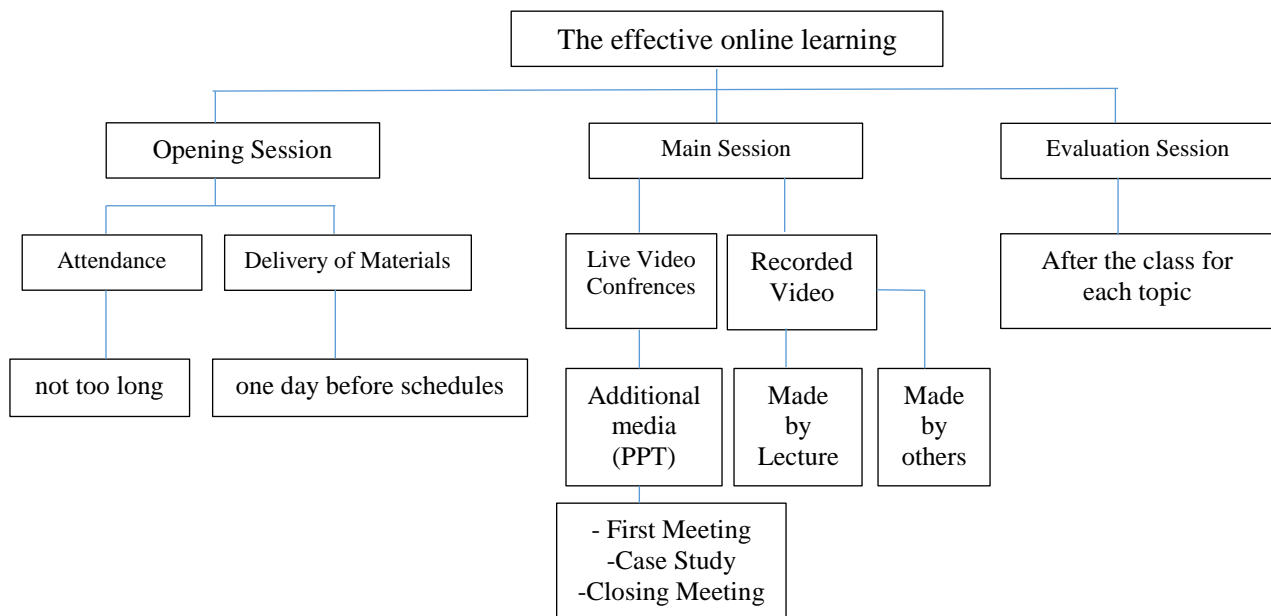 The effective online learning
Opening Session
Main Session
Evaluation Session
Attendance
Delivery of Materials
Live Video
Confrences
Recorded
Video
After the class for
each topic
not too long
one day before schedules
Additional
media
(PPT)
Made
by
Lecture
Made
by
others
- First Meeting
-Case Study
-Closing Meeting